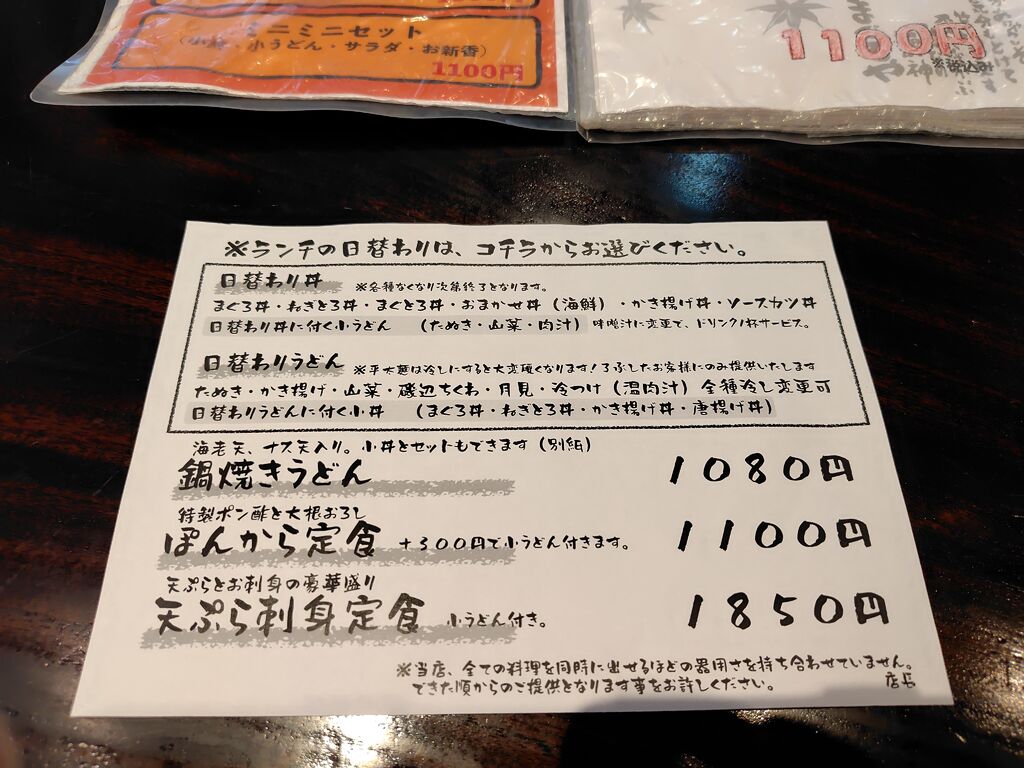 ミニミニセット
・小うどん・サラダ・お新香）
1100円
1100円
※税込み
※ランチの日替わりは、コチラからお選びください。
日替わり丼 ※各種なくなり次第終了となります。
まぐろ丼・ねぎとろ丼・まぐとろ丼・おまかせ丼（海鮮）・かき揚げ丼・ソースカツ丼
日替わり丼に付く小うどん （たぬき・山菜・肉汁） 味噌汁に変更で、ドリンク1杯サービス。
日替わりうどん ※平太麺は冷しにすると大変硬くなります！ろぶしたお客様にのみ提供いたします
たぬき・かき揚げ・山菜・磯辺ちくわ・月見・冷つけ（温肉汁）全種冷し変更可
日替わりうどんに付く小丼 （まぐろ丼・ねぎとろ丼・かき揚げ丼・唐揚げ丼）
海老天、ナス天入り。小丼とセットもできます（別紙）
鍋焼きうどん 1080円
特製ポン酢と大根おろし
ぽんから定食 +300円で小うどん付きます。 1100円
天ぷらとお刺身の豪華盛り
天ぷら刺身定食 小うどん付き。 1850円
※当店、全ての料理を同時に出せるほどの器用さを持ち合わせていません。
できた順からのご提供となります事をお許しください。 店長